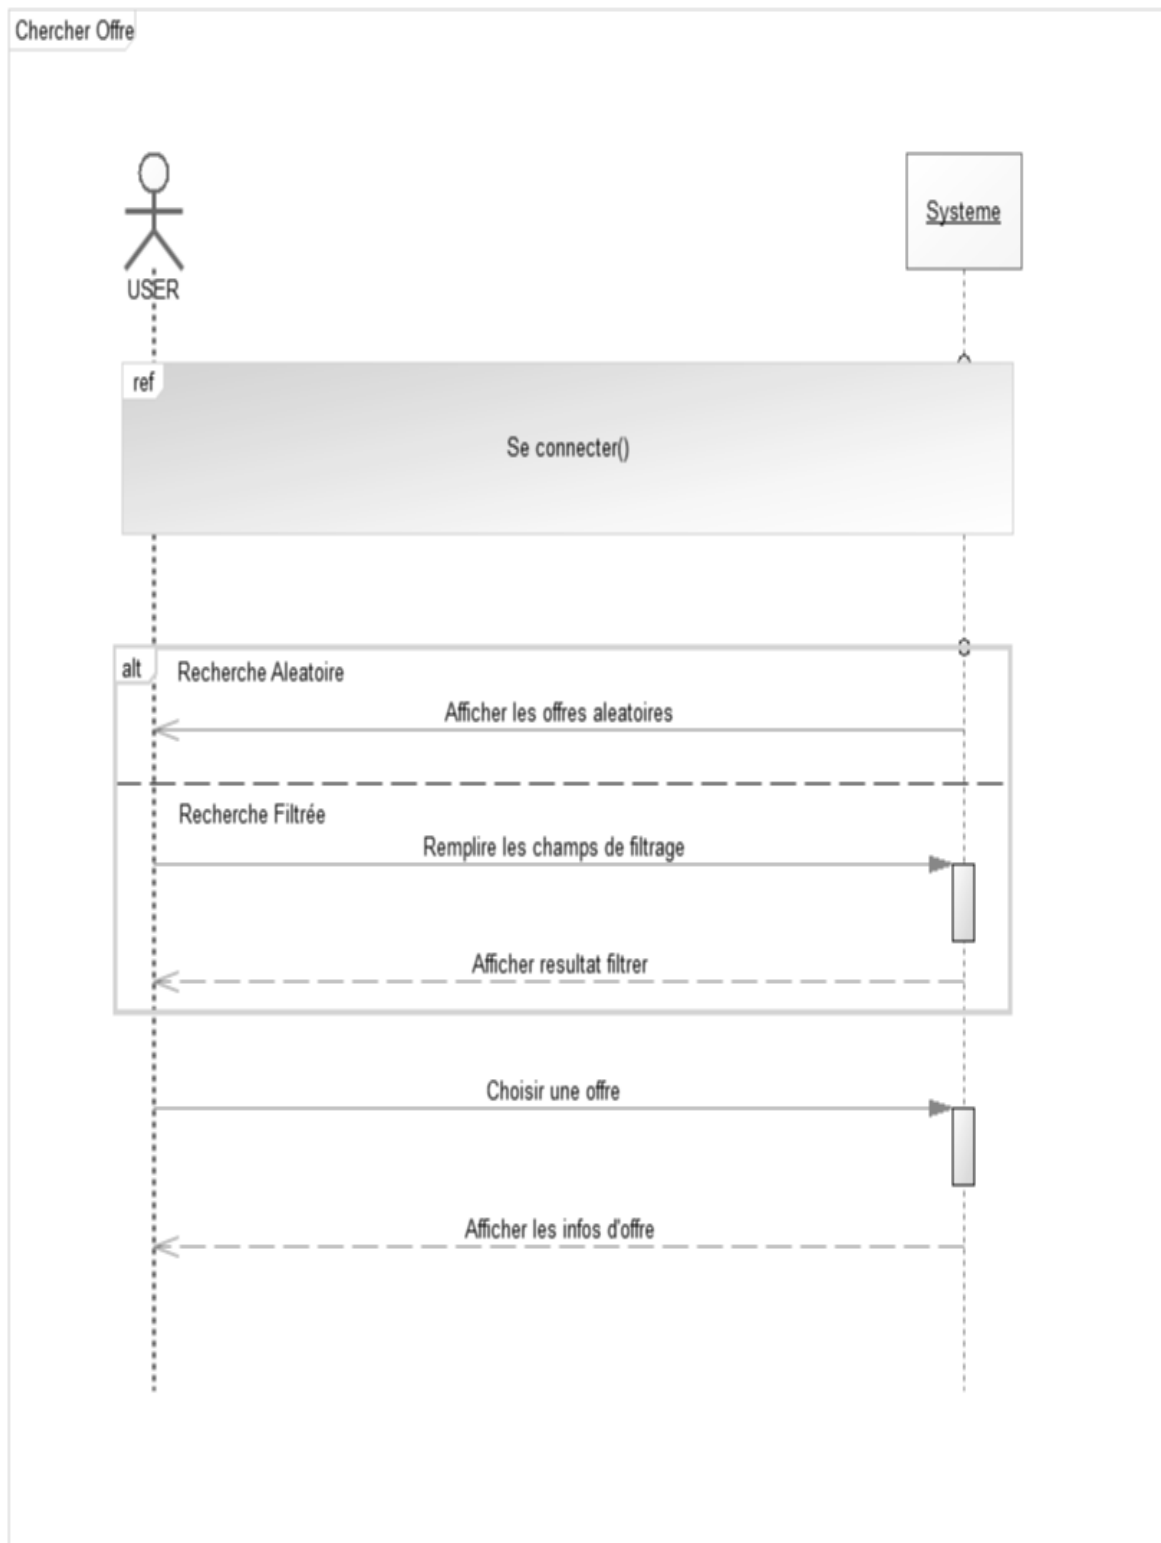 Chercher Offre
USER
Systeme
ref
Se connecter()
alt
Recherche Aleatoire
Afficher les offres aleatoires
Recherche Filtrée
Remplire les champs de filtrage
Afficher resultat filtrer
Choisir une offre
Afficher les infos d'offre